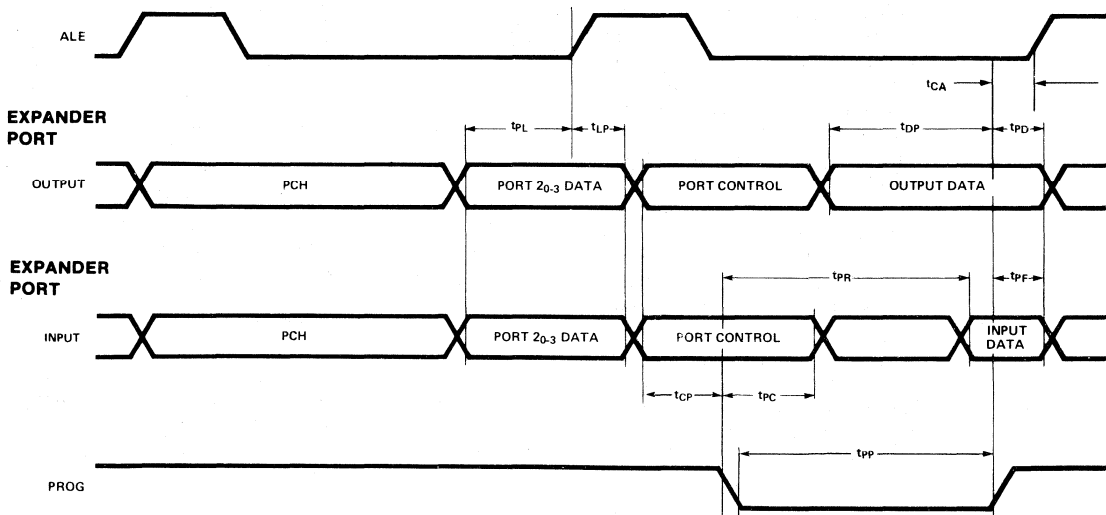 ALE
tCA
EXPANDER
PORT
tPL
tLP
tDP
tPD
OUTPUT
PCH
PORT 2₀₋₃ DATA
PORT CONTROL
OUTPUT DATA
EXPANDER
PORT
tPR
tPF
INPUT
PCH
PORT 2₀₋₃ DATA
PORT CONTROL
INPUT
DATA
tCP
tPC
tPP
PROG